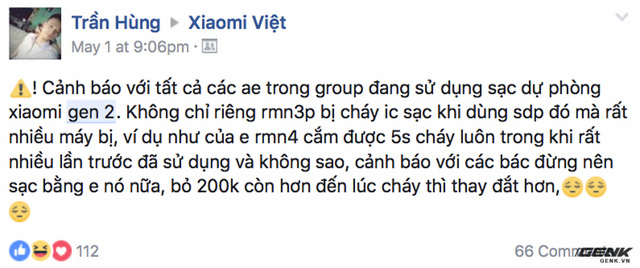 Trần Hùng ▸ Xiaomi Việt
May 1 at 9:06pm ·
⚠️! Cảnh báo với tất cả các ae trong group đang sử dụng sạc dự phòng
xiaomi gen 2. Không chỉ riêng rmn3p bị cháy ic sạc khi dùng sdp đó mà rất
nhiều máy bị, ví dụ như của e rmn4 cắm được 5s cháy luôn trong khi rất
nhiều lần trước đã sử dụng và không sao, cảnh báo với các bác đừng nên
sạc bằng e nó nữa, bỏ 200k còn hơn đến lúc cháy thì thay đắt hơn,😔😔
😔
112
66 Comm
GENK
GENK.VN